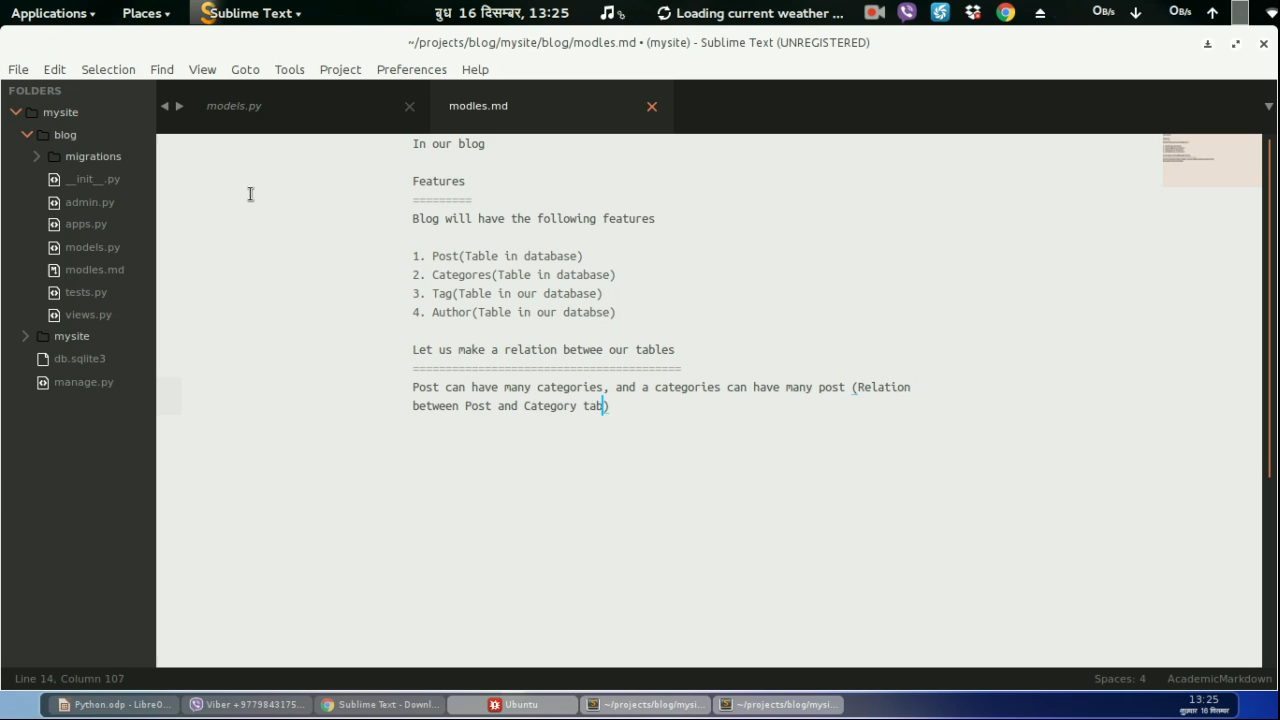 Applications Places Sublime Text बुध 16 दिसम्बर, 13:25 Loading current weather ... 0B/s 0B/s
~/projects/blog/mysite/blog/modles.md • (mysite) - Sublime Text (UNREGISTERED)
File Edit Selection Find View Goto Tools Project Preferences Help
FOLDERS
mysite
blog
migrations
__init__.py
admin.py
apps.py
models.py
modles.md
tests.py
views.py
mysite
db.sqlite3
manage.py
models.py modles.md
In our blog
Features
=========
Blog will have the following features
1. Post(Table in database)
2. Categores(Table in database)
3. Tag(Table in our database)
4. Author(Table in our databse)
Let us make a relation betwee our tables
=========================================
Post can have many categories, and a categories can have many post (Relation
between Post and Category tab)
Line 14, Column 107 Spaces: 4 AcademicMarkdown
Python.odp - LibreO... Viber +9779843175... Sublime Text - Downl... Ubuntu ~/projects/blog/mysi... ~/projects/blog/mysi... 13:25
16